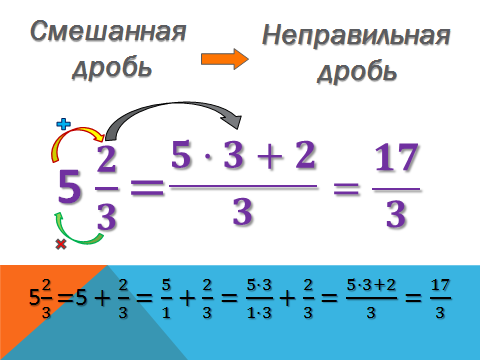 Смешанная дробь
Неправильная дробь
5 2/3 = (5 · 3 + 2)/3 = 17/3
5 2/3 = 5 + 2/3 = 5/1 + 2/3 = 5·3/1·3 + 2/3 = 5·3+2/3 = 17/3